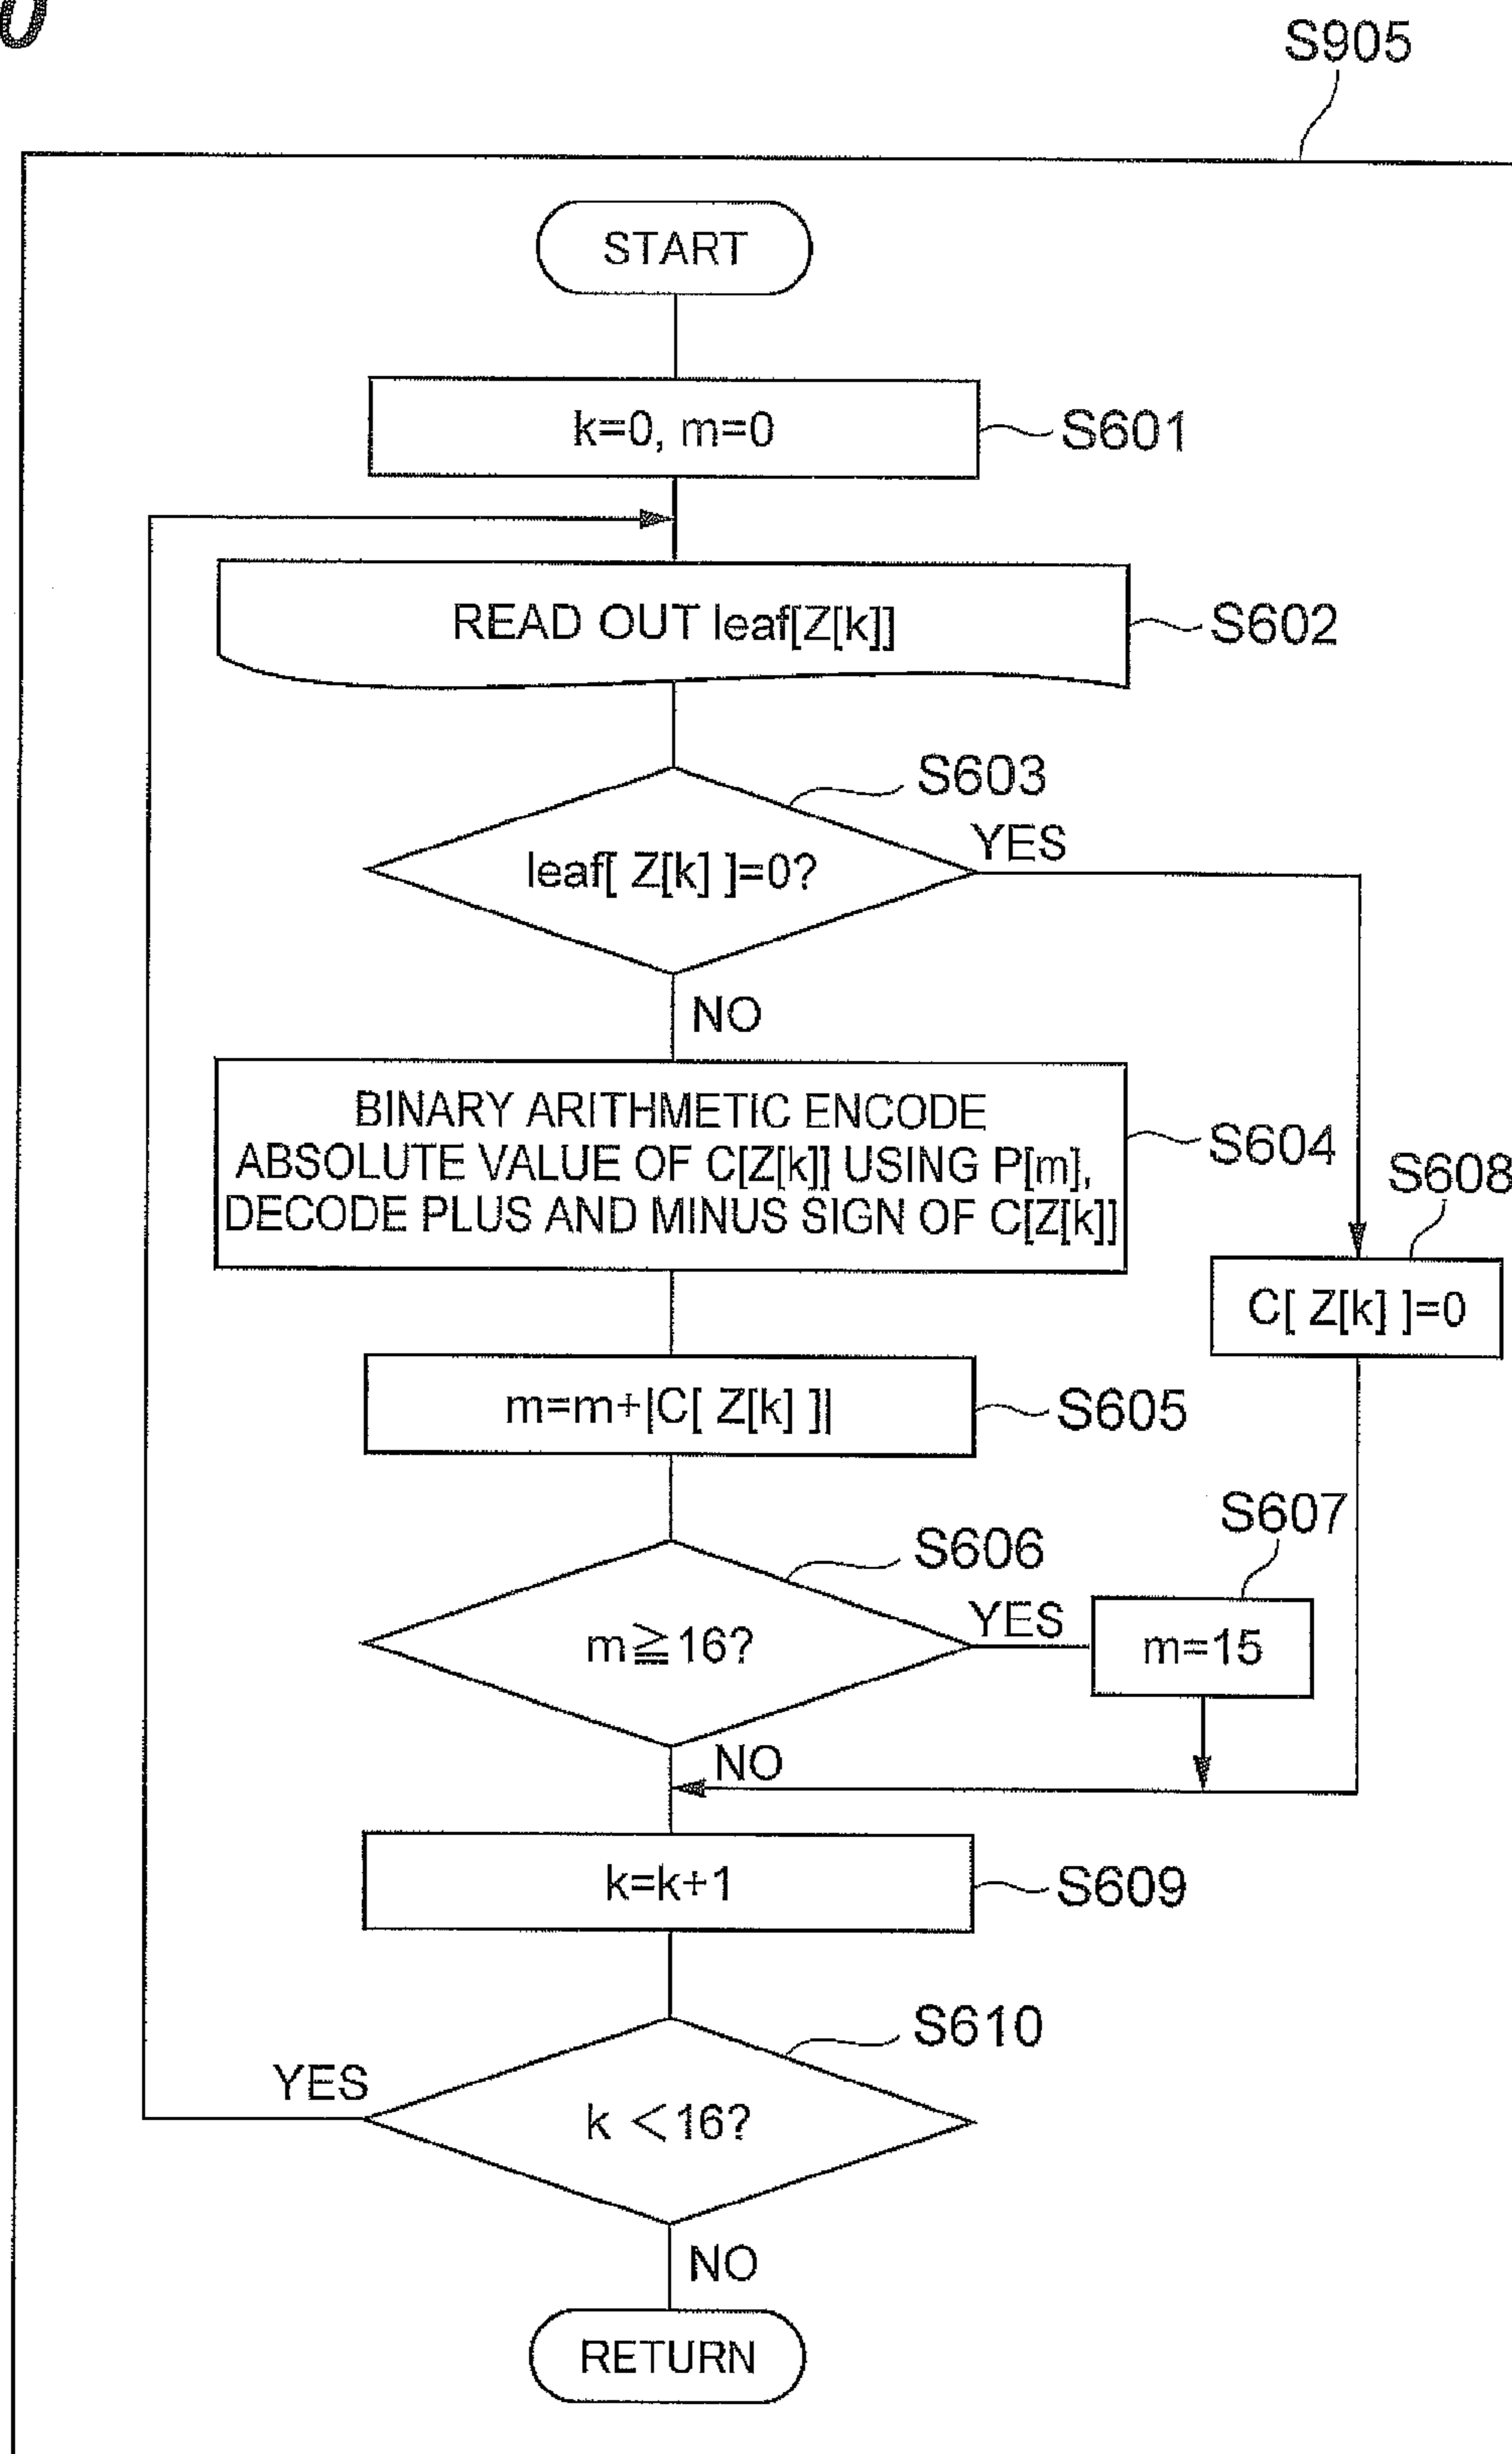 0
S905
START
k=0, m=0
S601
READ OUT leaf[Z[k]]
S602
S603
leaf[ Z[k] ]=0?
YES
NO
BINARY ARITHMETIC ENCODE
ABSOLUTE VALUE OF C[Z[k]] USING P[m],
DECODE PLUS AND MINUS SIGN OF C[Z[k]]
S604
S608
C[ Z[k] ]=0
m=m+|C[ Z[k] ]|
S605
S606
S607
m≧16?
YES
m=15
NO
k=k+1
S609
S610
YES
k <16?
NO
RETURN